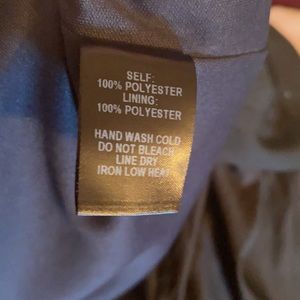 SELF:
100% POLYESTER
LINING:
100% POLYESTER
HAND WASH COLD
DO NOT BLEACH
LINE DRY
IRON LOW HEAT